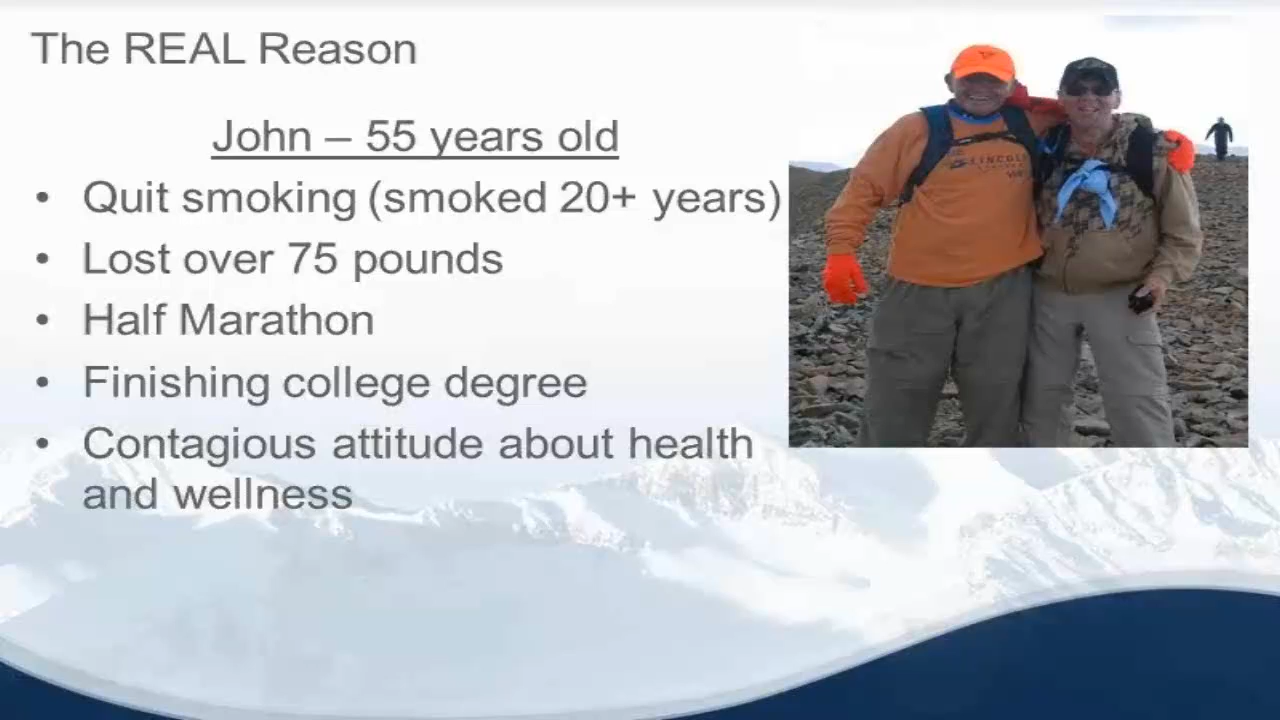 The REAL Reason
John – 55 years old
• Quit smoking (smoked 20+ years)
• Lost over 75 pounds
• Half Marathon
• Finishing college degree
• Contagious attitude about health
and wellness
LINCOLN